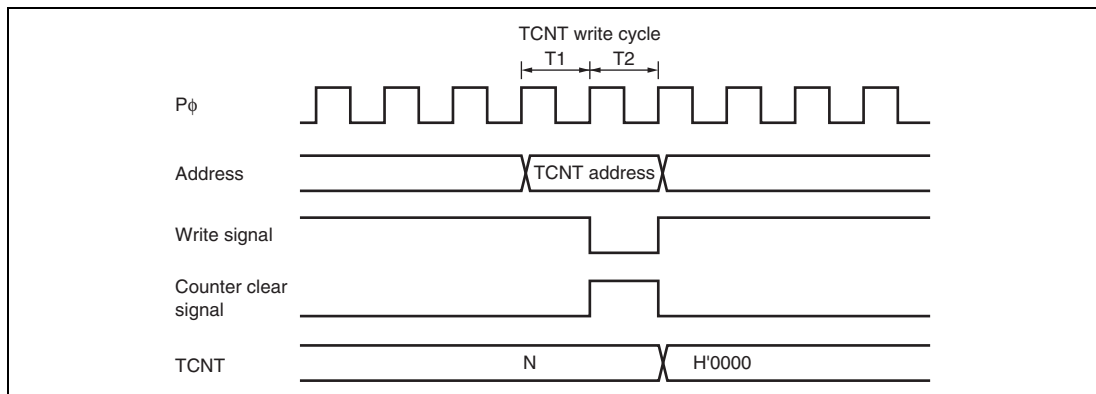 TCNT write cycle
T1 T2
Pϕ
Address
TCNT address
Write signal
Counter clear
signal
TCNT
N
H'0000